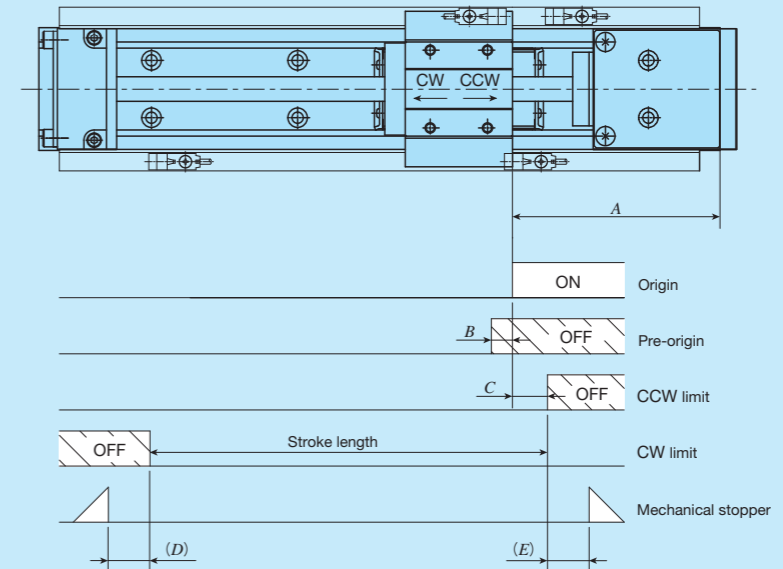 CW CCW
A
ON
Origin
B
OFF
Pre-origin
C
OFF
CCW limit
OFF
Stroke length
CW limit
Mechanical stopper
(D)
(E)